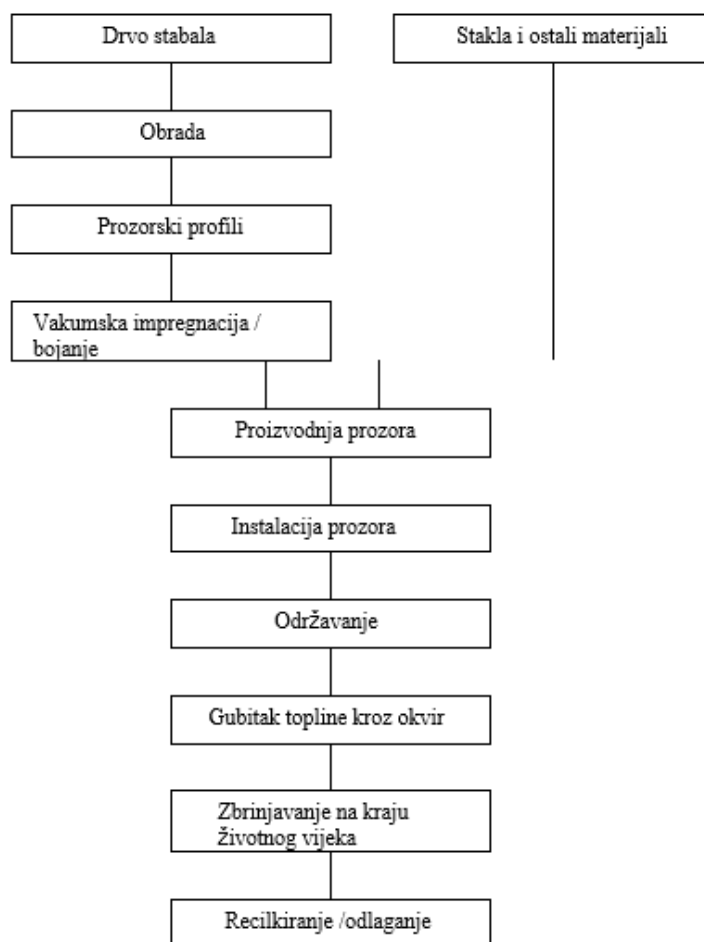 Drvo stabala
Stakla i ostali materijali
Obrada
Prozorski profili
Vakumska impregnacija /
bojanje
Proizvodnja prozora
Instalacija prozora
Održavanje
Gubitak topline kroz okvir
Zbrinjavanje na kraju
životnog vijeka
Recilkiranje /odlaganje